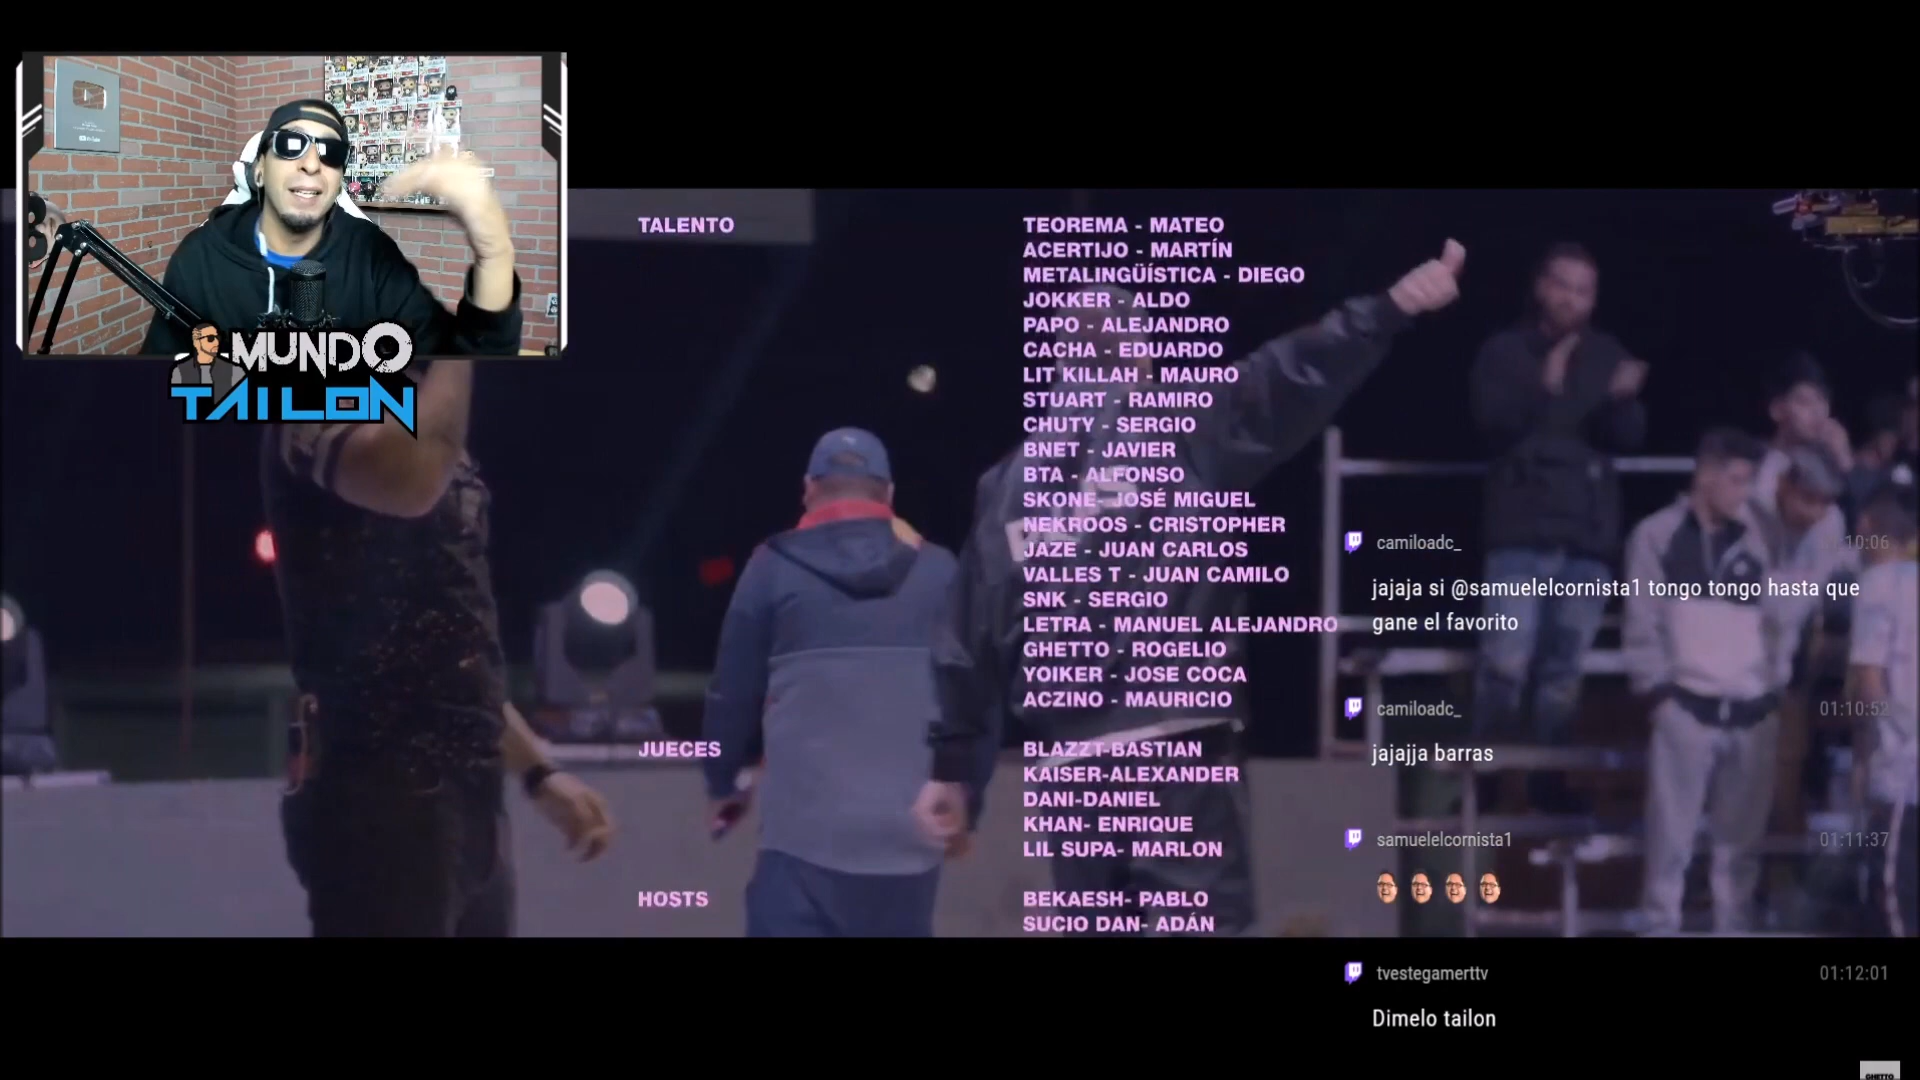 MUNDO
TAILON
TALENTO
TEOREMA - MATEO
ACERTIJO - MARTÍN
METALINGÜÍSTICA - DIEGO
JOKKER - ALDO
PAPO - ALEJANDRO
CACHA - EDUARDO
LIT KILLAH - MAURO
STUART - RAMIRO
CHUTY - SERGIO
BNET - JAVIER
BTA - ALFONSO
SKONE- JOSÉ MIGUEL
NEKROOS - CRISTOPHER
JAZE - JUAN CARLOS
VALLES T - JUAN CAMILO
SNK - SERGIO
LETRA - MANUEL ALEJANDRO
GHETTO - ROGELIO
YOIKER - JOSE COCA
ACZINO - MAURICIO
JUECES
BLAZZT-BASTIAN
KAISER-ALEXANDER
DANI-DANIEL
KHAN- ENRIQUE
LIL SUPA- MARLON
HOSTS
BEKAESH- PABLO
SUCIO DAN- ADÁN
camiloadc_ 10:06
jajaja si @samuelelcornista1 tongo tongo hasta que
gane el favorito
camiloadc_ 01:10:52
jajajja barras
samuelelcornista1 01:11:37
tvestegamerttv 01:12:01
Dimelo tailon
GHETTO